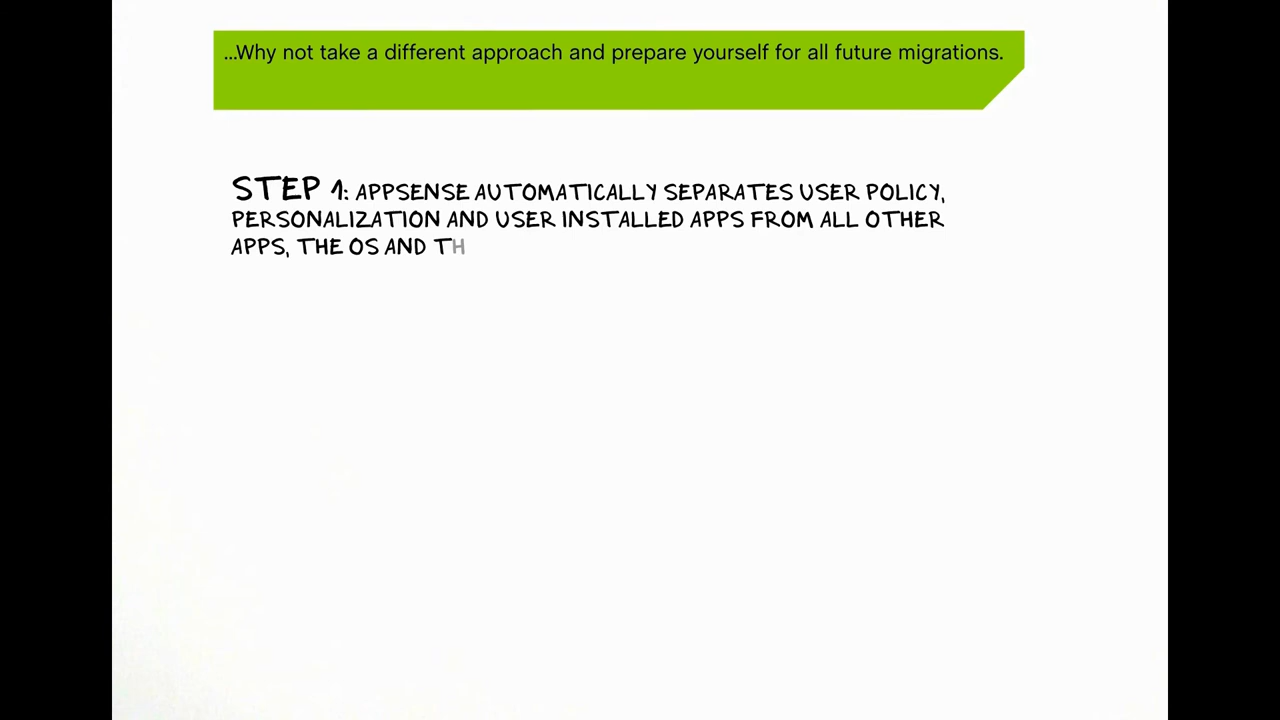 ...Why not take a different approach and prepare yourself for all future migrations.
STEP 1: APPSENSE AUTOMATICALLY SEPARATES USER POLICY,
PERSONALIZATION AND USER INSTALLED APPS FROM ALL OTHER
APPS, THE OS AND TH